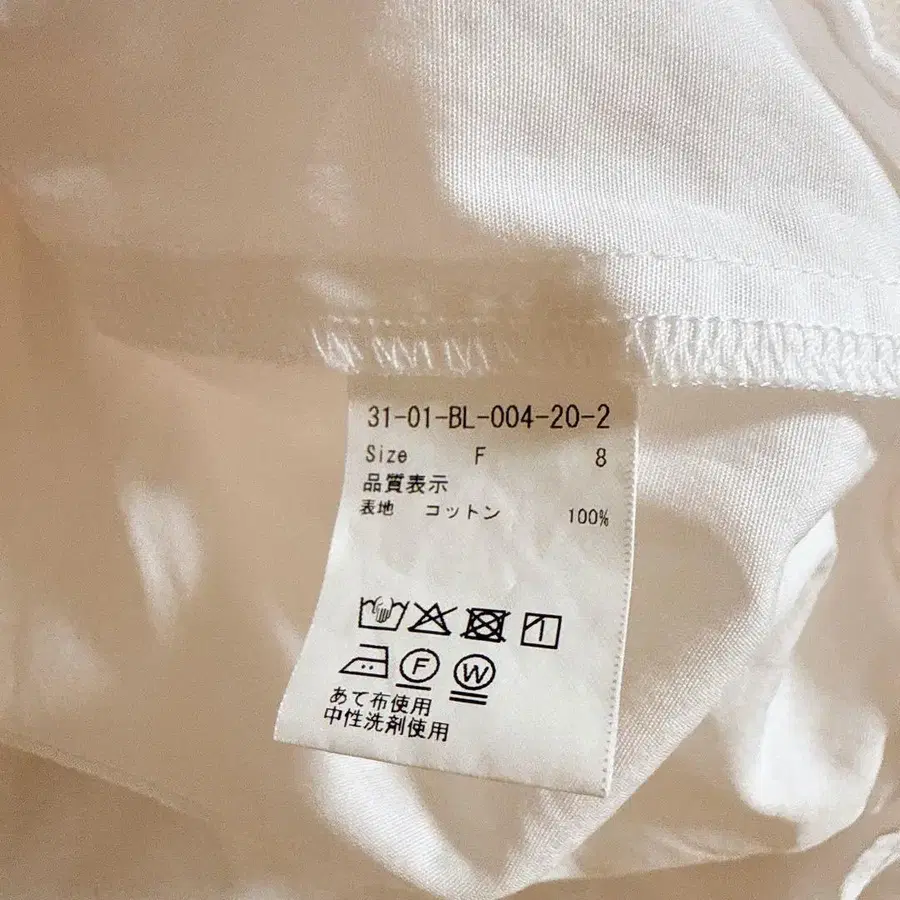 31-01-BL-004-20-2
Size F 8
品質表示
表地 コットン 100%
F W
あて布使用
中性洗剤使用